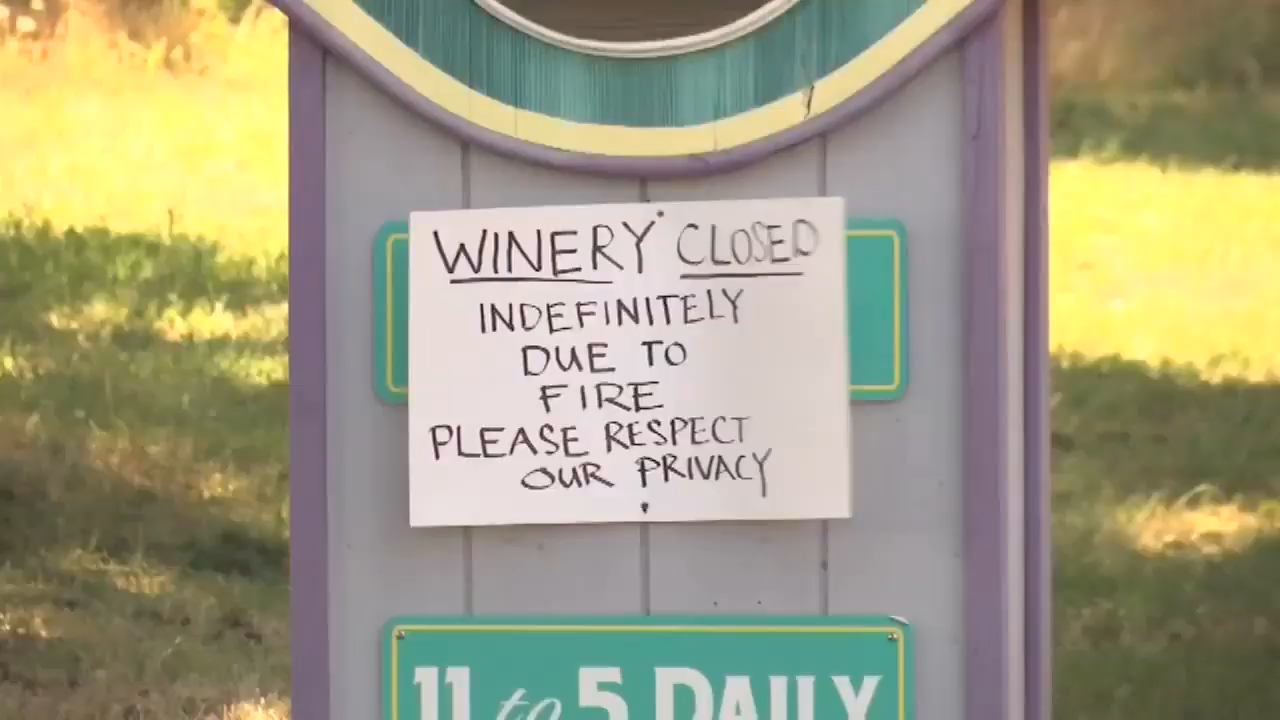 WINERY CLOSED
INDEFINITELY
DUE TO
FIRE
PLEASE RESPECT
OUR PRIVACY
11 to 5 DAILY